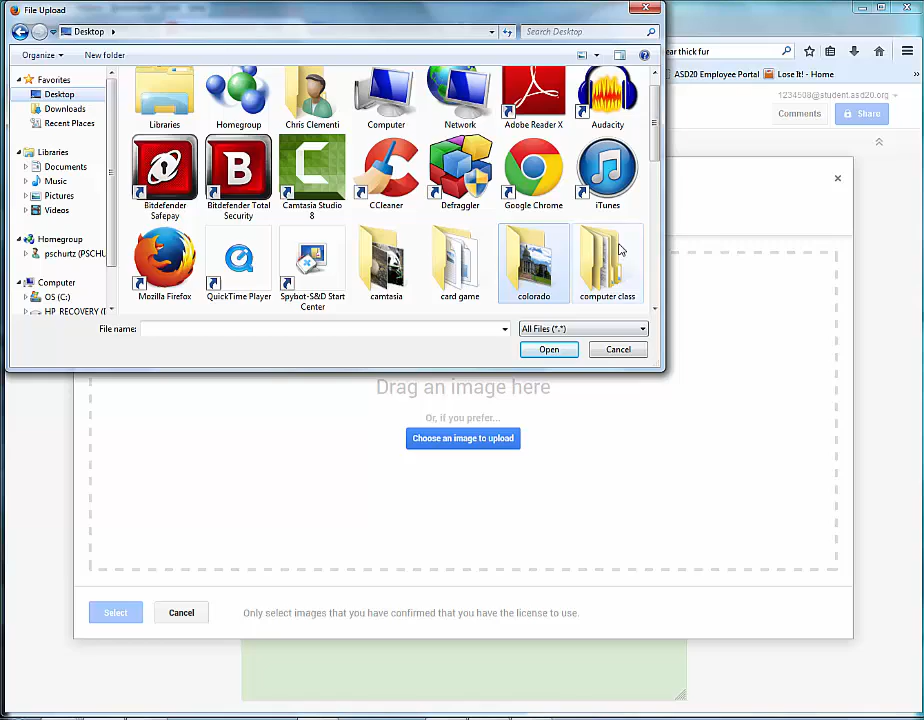 File Upload
Desktop
Search Desktop
Organize
New folder
Favorites
Desktop
Downloads
Recent Places
Libraries
Documents
Music
Pictures
Videos
Homegroup
pschurtz (PSCHU
Computer
OS (C:)
HP_RECOVERY (
Libraries
Homegroup
Chris Clementi
Computer
Network
Adobe Reader X
Audacity
Bitdefender Safepay
Bitdefender Total Security
Camtasia Studio 8
CCleaner
Defraggler
Google Chrome
iTunes
Mozilla Firefox
QuickTime Player
Spybot-S&D Start Center
camtasia
card game
colorado
computer class
File name:
All Files (*.*)
Open
Cancel
ear thick fur
ASD20 Employee Portal
Lose It! - Home
1234508@student.asd20.org
Comments
Share
Drag an image here
Or, if you prefer...
Choose an image to upload
Select
Cancel
Only select images that you have confirmed that you have the license to use.